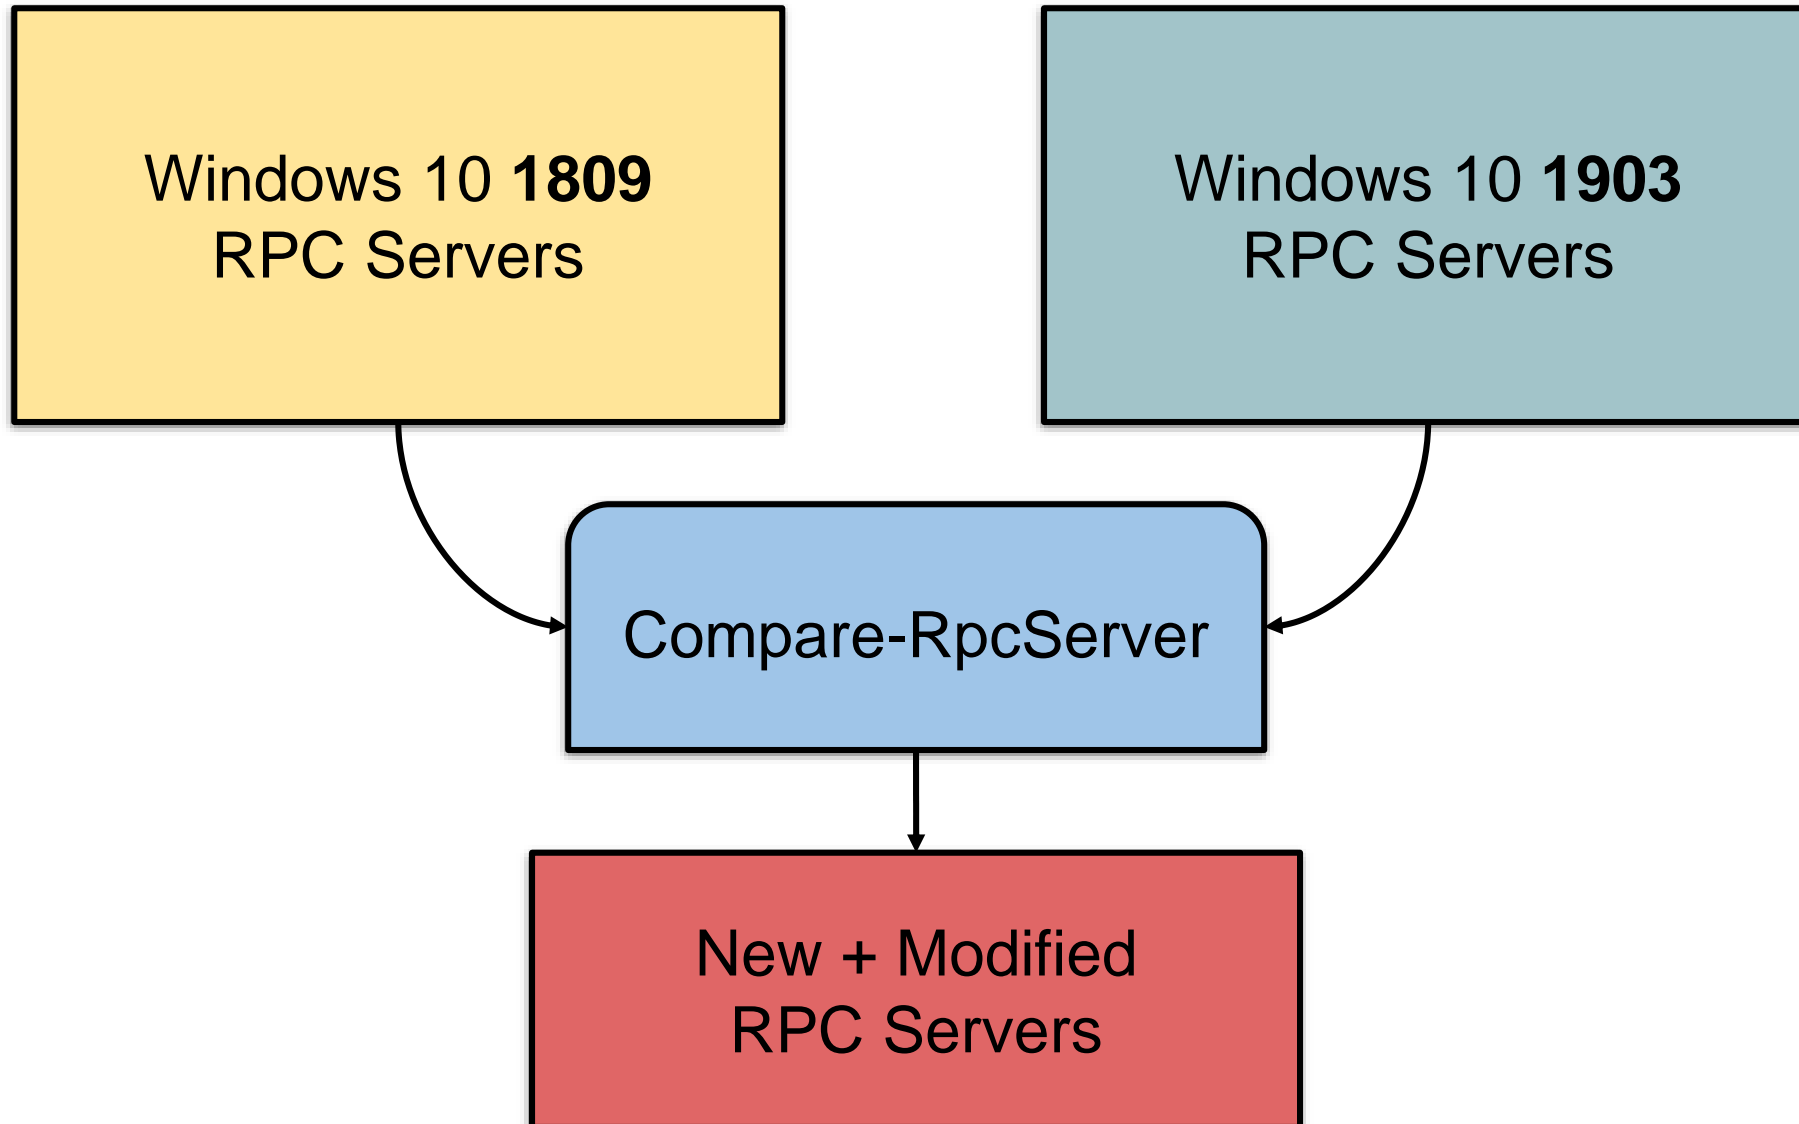 Windows 10 1809
RPC Servers
Windows 10 1903
RPC Servers
Compare-RpcServer
New + Modified
RPC Servers